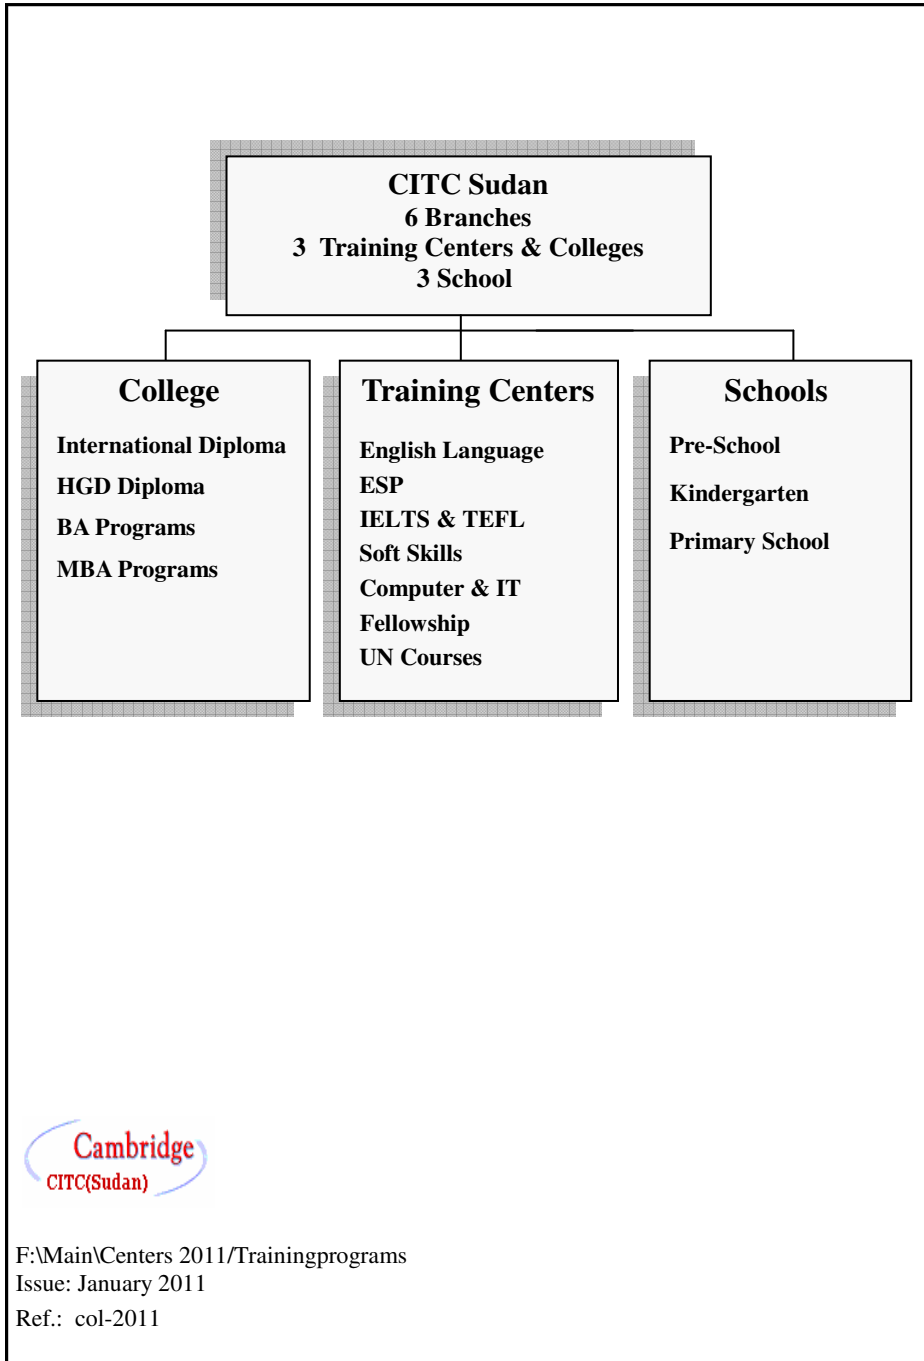 CITC Sudan
6 Branches
3  Training Centers & Colleges
3 School
College
International Diploma
HGD Diploma
BA Programs
MBA Programs
Training Centers
English Language
ESP
IELTS & TEFL
Soft Skills
Computer & IT
Fellowship
UN Courses
Schools
Pre-School
Kindergarten
Primary School
Cambridge
CITC(Sudan)
F:\Main\Centers 2011/Trainingprograms
Issue: January 2011
Ref.:  col-2011